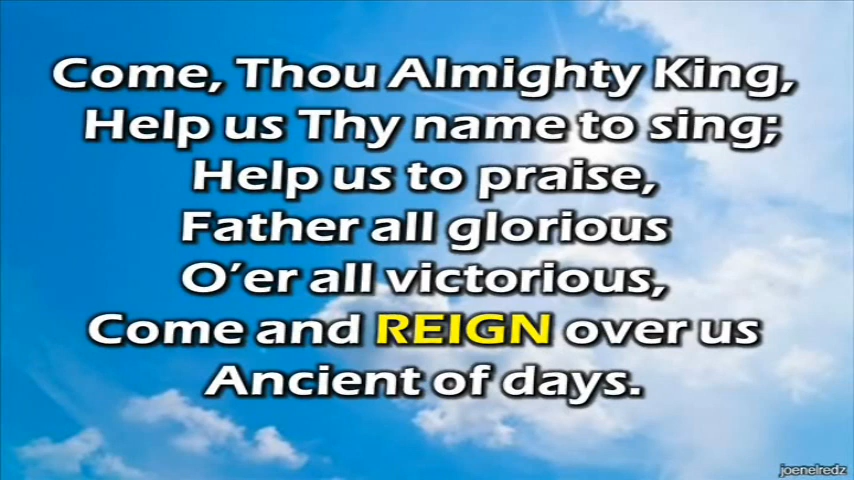 Come, Thou Almighty King,
Help us Thy name to sing;
Help us to praise,
Father all glorious
O'er all victorious,
Come and REIGN over us
Ancient of days.
joenelredz